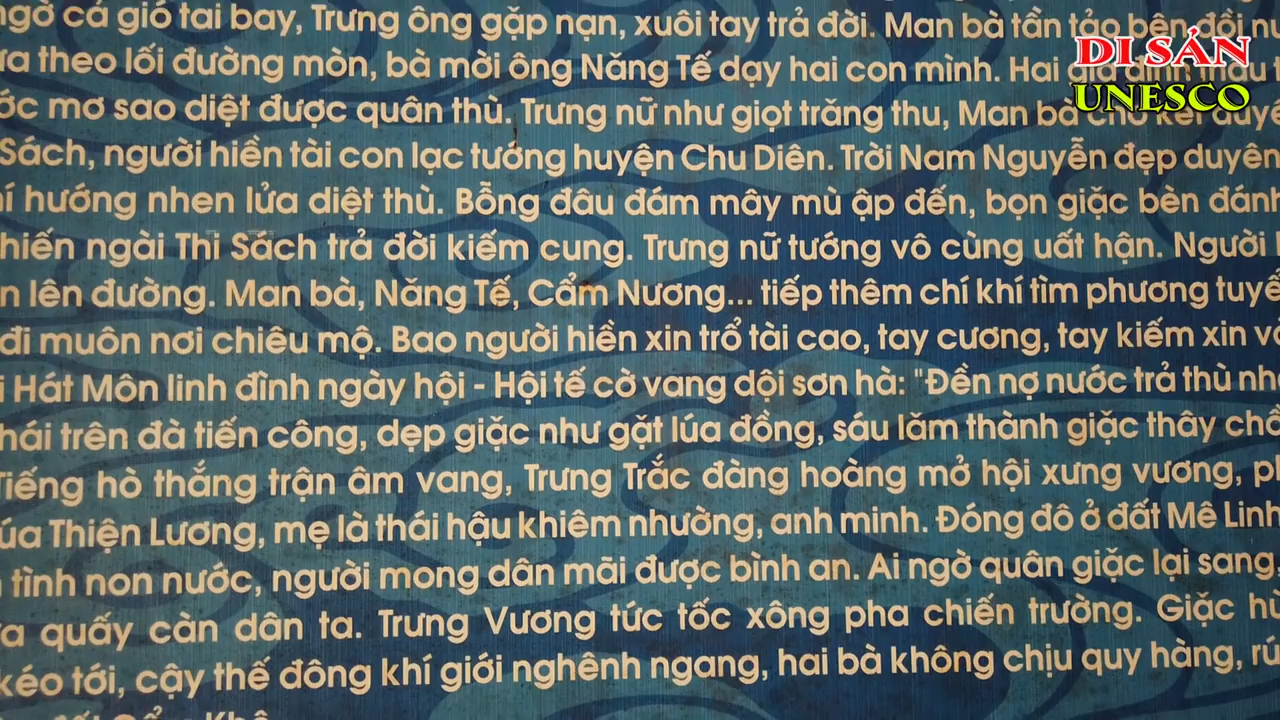 ngờ cá gió tai bay, Trưng ông gặp nạn, xuôi tay trả đời. Man bà tần tảo bên đồi
theo lối đường mòn, bà mời ông Năng Tế dạy hai con mình. Hai gia đình
mơ sao diệt được quân thù. Trưng nữ như giọt trăng thu, Man bà cho kết
Sách, người hiền tài con lạc tướng huyện Chu Diên. Trời Nam Nguyễn đẹp duyên
hướng nhen lửa diệt thù. Bỗng đâu đám mây mù ập đến, bọn giặc bèn đánh
ngài Thi Sách trả đời kiếm cung. Trưng nữ tướng vô cùng uất hận. Người
lên đường. Man bà, Năng Tế, Cẩm Nương... tiếp thêm chí khí tìm phương
đi muôn nơi chiêu mộ. Bao người hiền xin trổ tài cao, tay cương, tay kiếm xin
Hát Môn linh đình ngày hội - Hội tế cờ vang dội sơn hà: "Đền nợ nước trả thù
trên đà tiến công, dẹp giặc như gặt lúa đồng, sáu lăm thành giặc thây
Tiếng hò thắng trận âm vang, Trưng Trắc đàng hoàng mở hội xưng vương,
Thiện Lương, mẹ là thái hậu khiêm nhường, anh minh. Đóng đô ở đất Mê Linh
tình non nước, người mong dân mãi được bình an. Ai ngờ quân giặc lại sang,
quấy càn dân ta. Trưng Vương tức tốc xông pha chiến trường. Giặc
kéo tới, cậy thế đông khí giới nghênh ngang, hai bà không chịu quy hàng,
DI SẢN
UNESCO